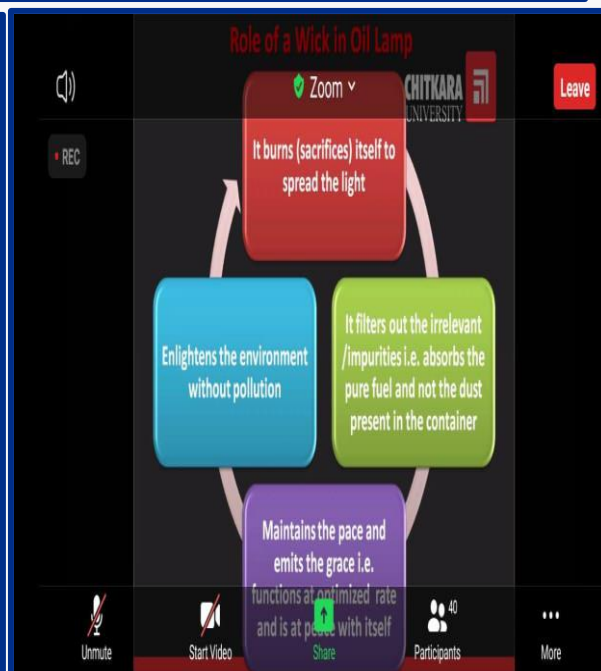 Role of a Wick in Oil Lamp
Zoom
CHITKARA
UNIVERSITY
Leave
REC
It burns (sacrifices) itself to
spread the light
It filters out the irrelevant
/impurities i.e. absorbs the
pure fuel and not the dust
present in the container
Enlightens the environment
without pollution
Maintains the pace and
emits the grace i.e.
functions at optimized rate
and is at peace with itself
Unmute
Start Video
Share
40
Participants
More